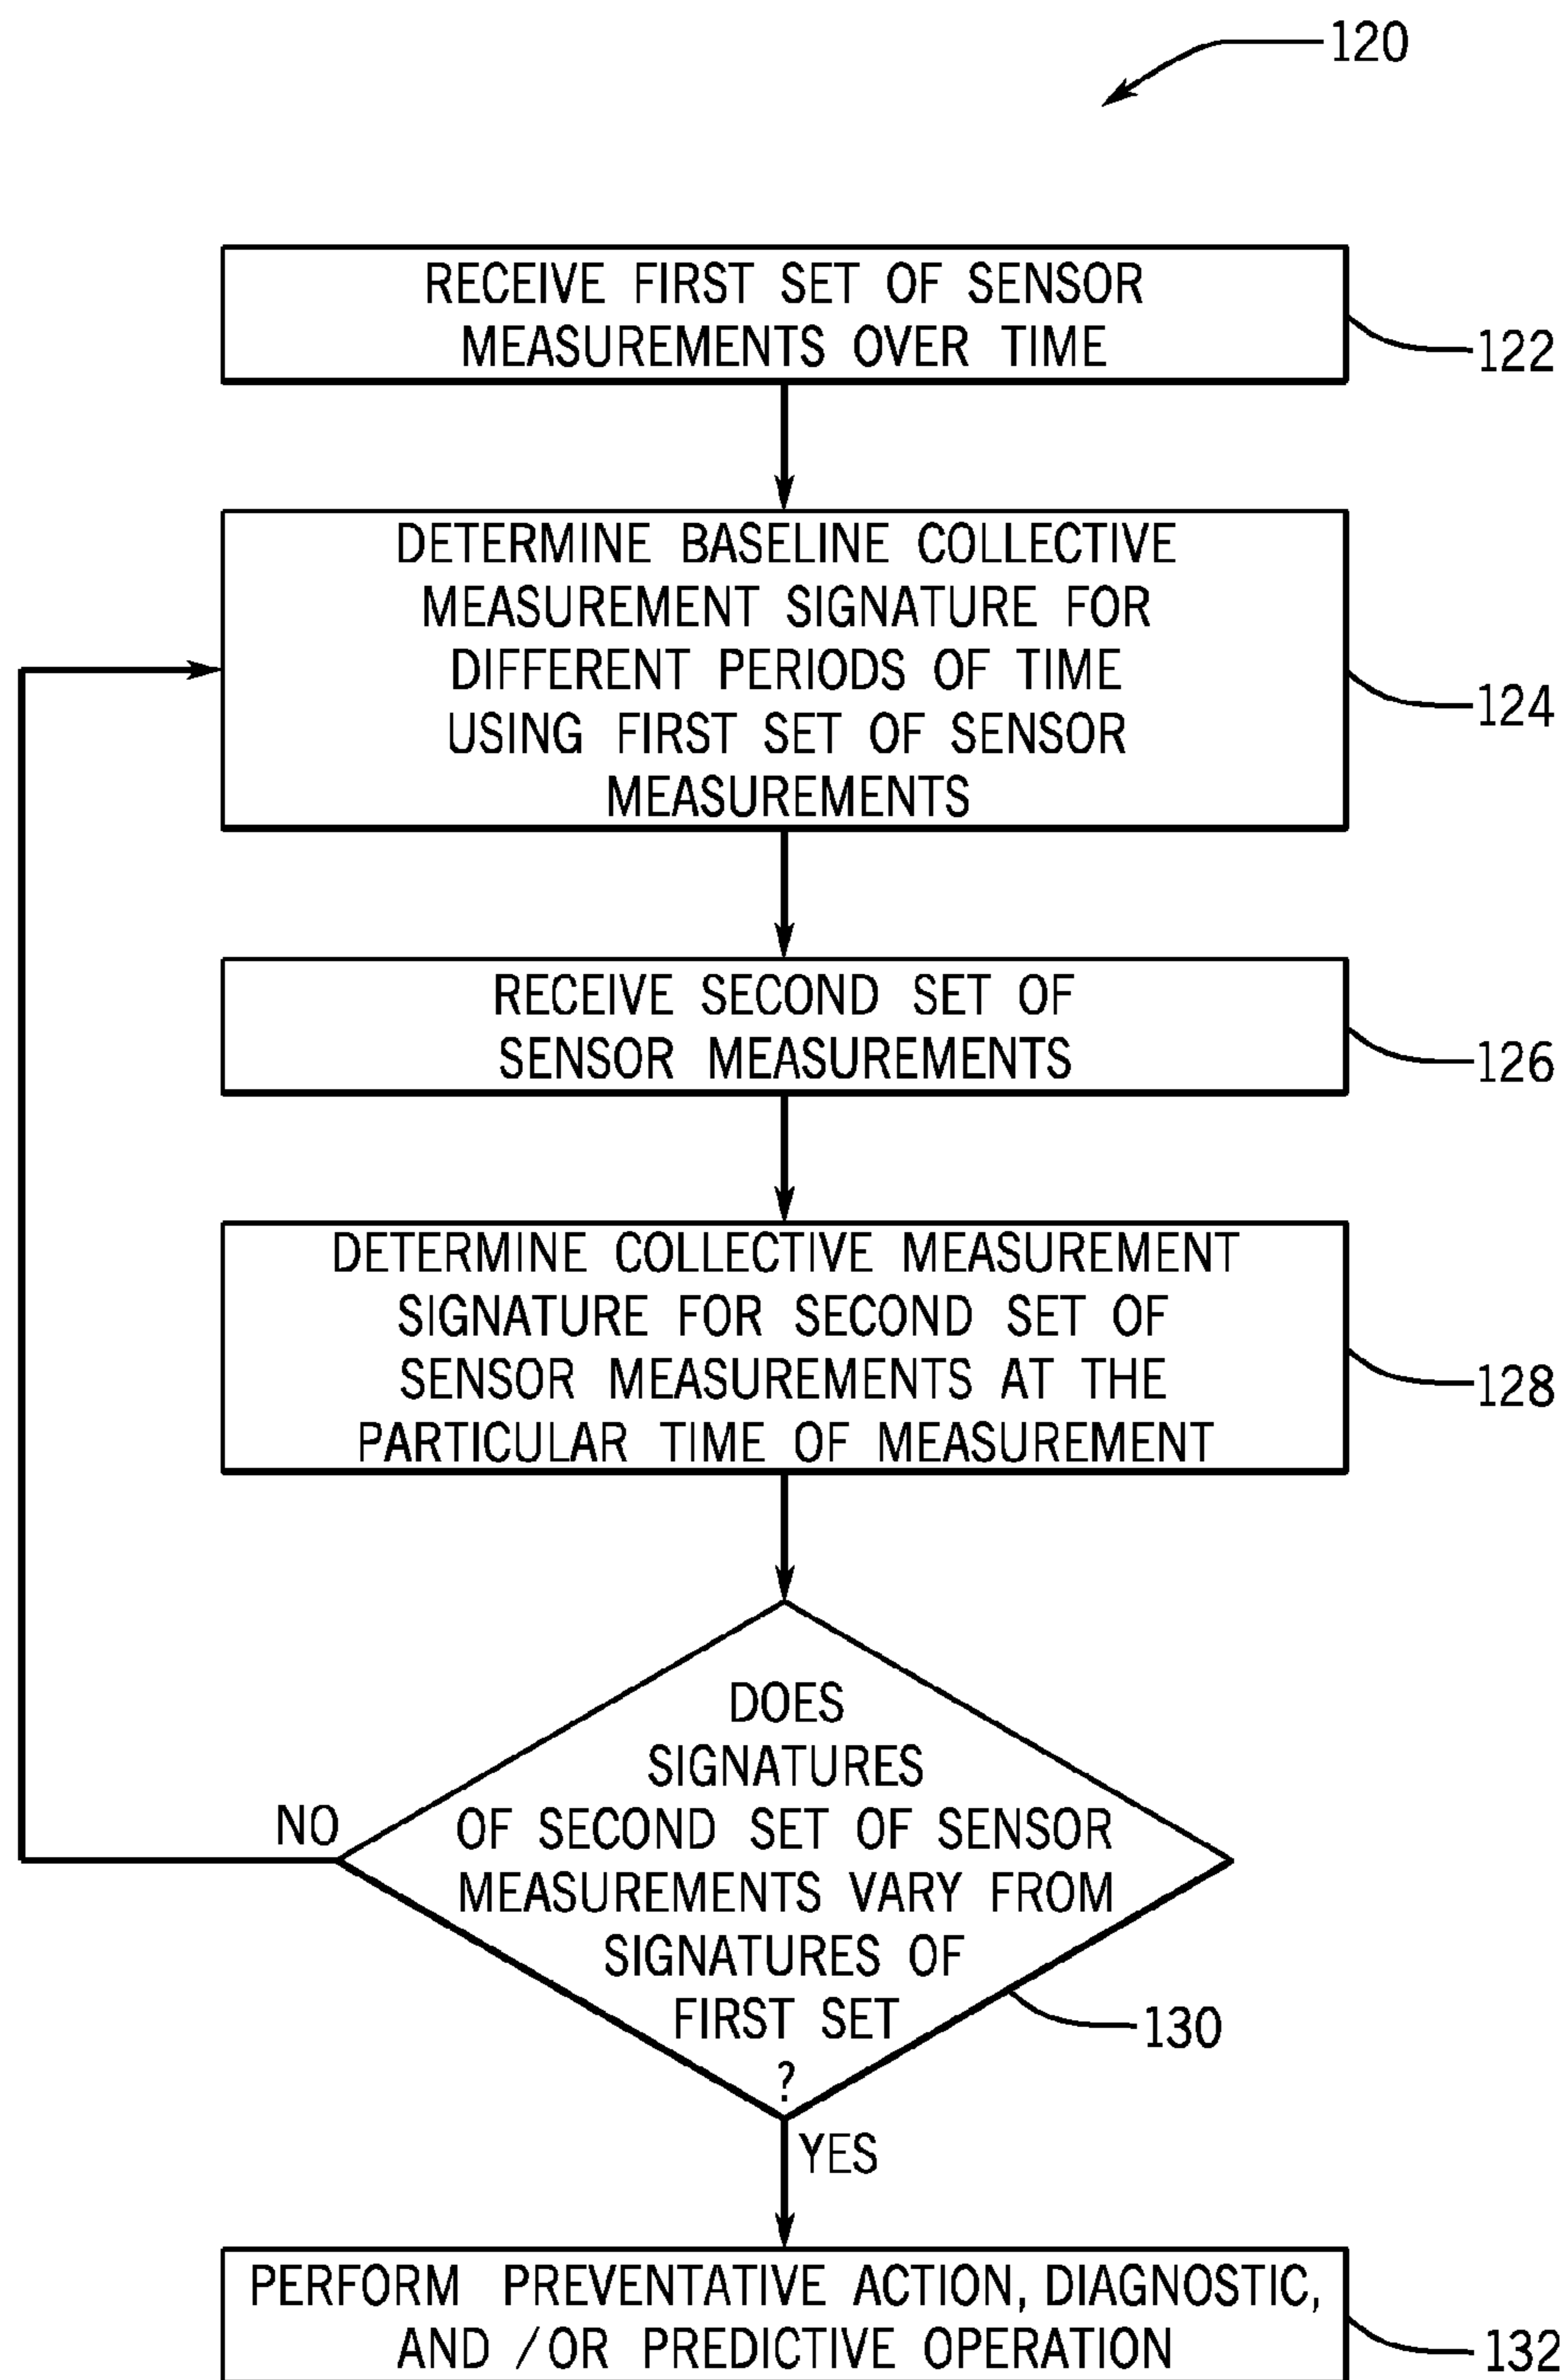 120
RECEIVE FIRST SET OF SENSOR
MEASUREMENTS OVER TIME
122
DETERMINE BASELINE COLLECTIVE
MEASUREMENT SIGNATURE FOR
DIFFERENT PERIODS OF TIME
USING FIRST SET OF SENSOR
MEASUREMENTS
124
RECEIVE SECOND SET OF
SENSOR MEASUREMENTS
126
DETERMINE COLLECTIVE MEASUREMENT
SIGNATURE FOR SECOND SET OF
SENSOR MEASUREMENTS AT THE
PARTICULAR TIME OF MEASUREMENT
128
DOES
SIGNATURES
OF SECOND SET OF SENSOR
MEASUREMENTS VARY FROM
SIGNATURES OF
FIRST SET
?
NO
130
YES
PERFORM PREVENTATIVE ACTION, DIAGNOSTIC,
AND /OR PREDICTIVE OPERATION
132